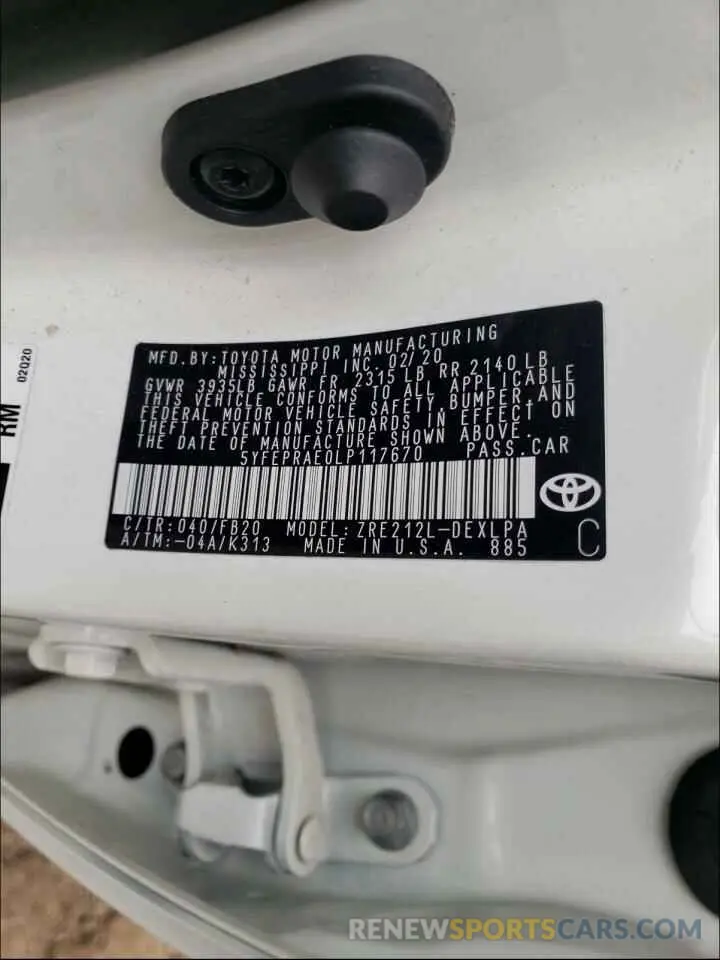 MFD. BY: TOYOTA MOTOR MANUFACTURING
MISSISSIPPI INC. 02/20
GVWR 3935LB GAWR FR 2315 LB RR 2140 LB
THIS VEHICLE CONFORMS TO ALL APPLICABLE
FEDERAL MOTOR VEHICLE SAFETY, BUMPER, AND
THEFT PREVENTION STANDARDS IN EFFECT ON
THE DATE OF MANUFACTURE SHOWN ABOVE.
5YFEPRAE0LP117670 PASS. CAR
C/TR: 040/FB20 MODEL: ZRE212L-DEXLPA
A/TM: -04A/K313 MADE IN U.S.A. 885
C
RM
02020
RENEWSPORTSCARS.COM